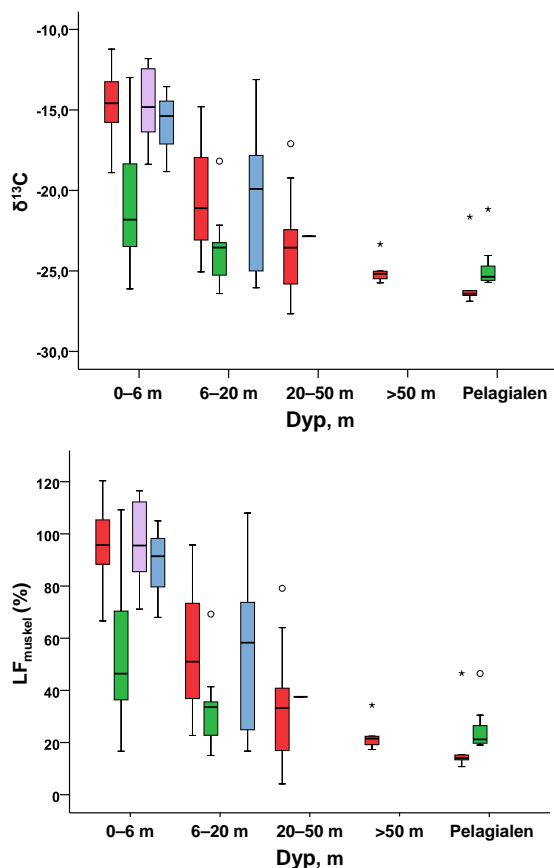 δ¹³C
-10,0
-15,0
-20,0
-25,0
-30,0
0–6 m 6–20 m 20–50 m >50 m Pelagialen
Dyp, m
LFmuskel (%)
120
100
80
60
40
20
0
0–6 m 6–20 m 20–50 m >50 m Pelagialen
Dyp, m